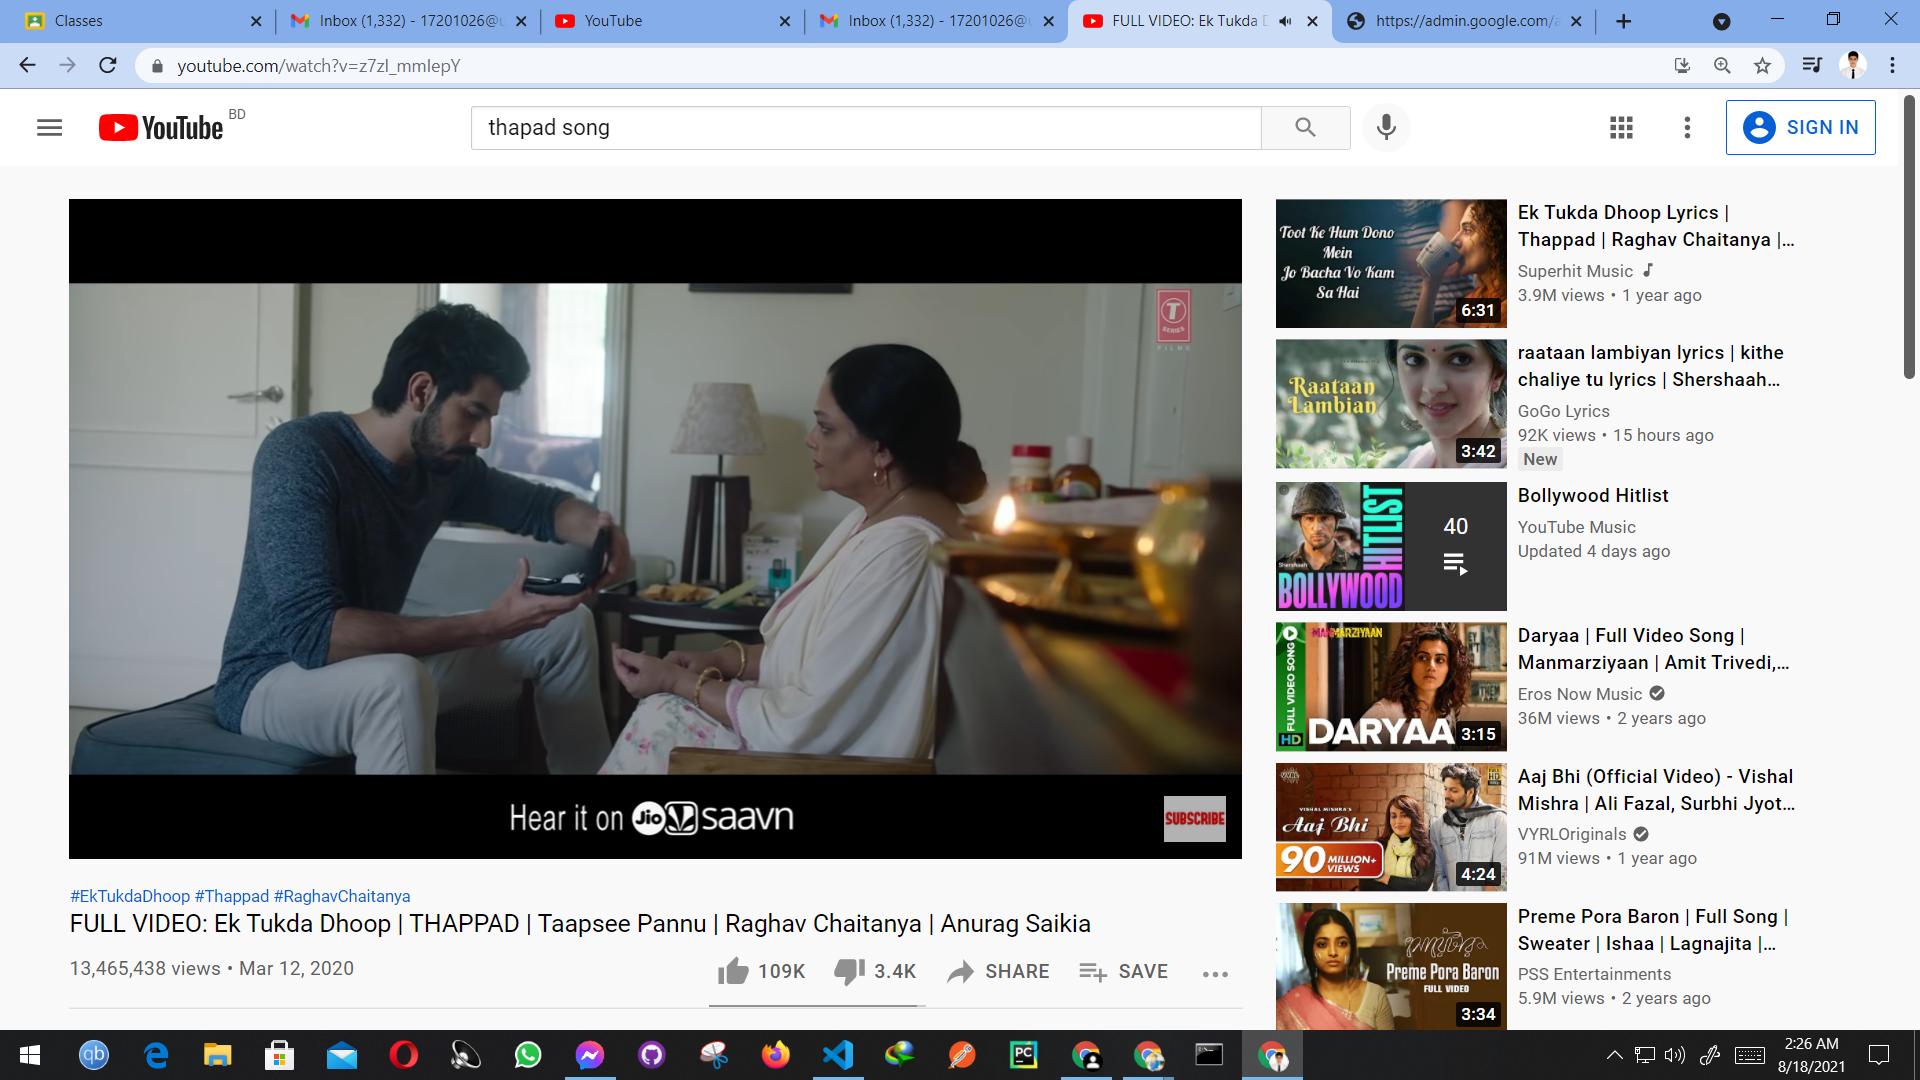 Classes
Inbox (1,332) - 17201026@u
YouTube
Inbox (1,332) - 17201026@u
FULL VIDEO: Ek Tukda D
https://admin.google.com/a
youtube.com/watch?v=z7zI_mmIepY
YouTube BD
thapad song
SIGN IN
T
SERIES
FILMS
Hear it on Jio saavn
SUBSCRIBE
#EkTukdaDhoop #Thappad #RaghavChaitanya
FULL VIDEO: Ek Tukda Dhoop | THAPPAD | Taapsee Pannu | Raghav Chaitanya | Anurag Saikia
13,465,438 views • Mar 12, 2020
109K
3.4K
SHARE
SAVE
Toot Ke Hum Dono
Mein
Jo Bacha Vo Kam
Sa Hai
6:31
Ek Tukda Dhoop Lyrics |
Thappad | Raghav Chaitanya |...
Superhit Music
3.9M views • 1 year ago
Raataan
Lambian
3:42
raataan lambiyan lyrics | kithe
chaliye tu lyrics | Shershaah...
GoGo Lyrics
92K views • 15 hours ago
New
Shershaah
HITLIST
BOLLYWOOD
40
Bollywood Hitlist
YouTube Music
Updated 4 days ago
MANMARZIYAAN
FULL VIDEO SONG
HD
DARYAA
3:15
Daryaa | Full Video Song |
Manmarziyaan | Amit Trivedi,...
Eros Now Music
36M views • 2 years ago
VISHAL MISHRA'S
Aaj Bhi
90 MILLION+
VIEWS
4:24
Aaj Bhi (Official Video) - Vishal
Mishra | Ali Fazal, Surbhi Jyot...
VYRLOriginals
91M views • 1 year ago
Preme Pora Baron
FULL VIDEO
3:34
Preme Pora Baron | Full Song |
Sweater | Ishaa | Lagnajita |...
PSS Entertainments
5.9M views • 2 years ago
qb
PC
2:26 AM
8/18/2021